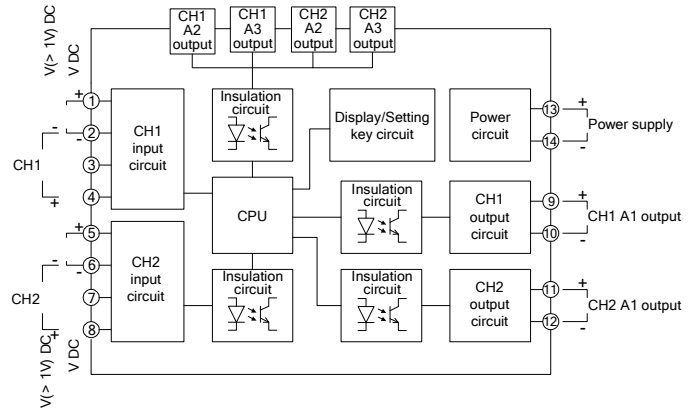 V(> 1V) DC
V DC
CH1
A2
output
CH1
A3
output
CH2
A2
output
CH2
A3
output
+
1
-
2
-
3
+
4
CH1
CH1
input
circuit
Insulation
circuit
Display/Setting
key circuit
Power
circuit
13
+
14
-
Power supply
CPU
Insulation
circuit
CH1
output
circuit
9
+
10
-
CH1 A1 output
+
5
-
6
-
7
+
8
CH2
CH2
input
circuit
Insulation
circuit
Insulation
circuit
CH2
output
circuit
11
+
12
-
CH2 A1 output
V(> 1V) DC
V DC